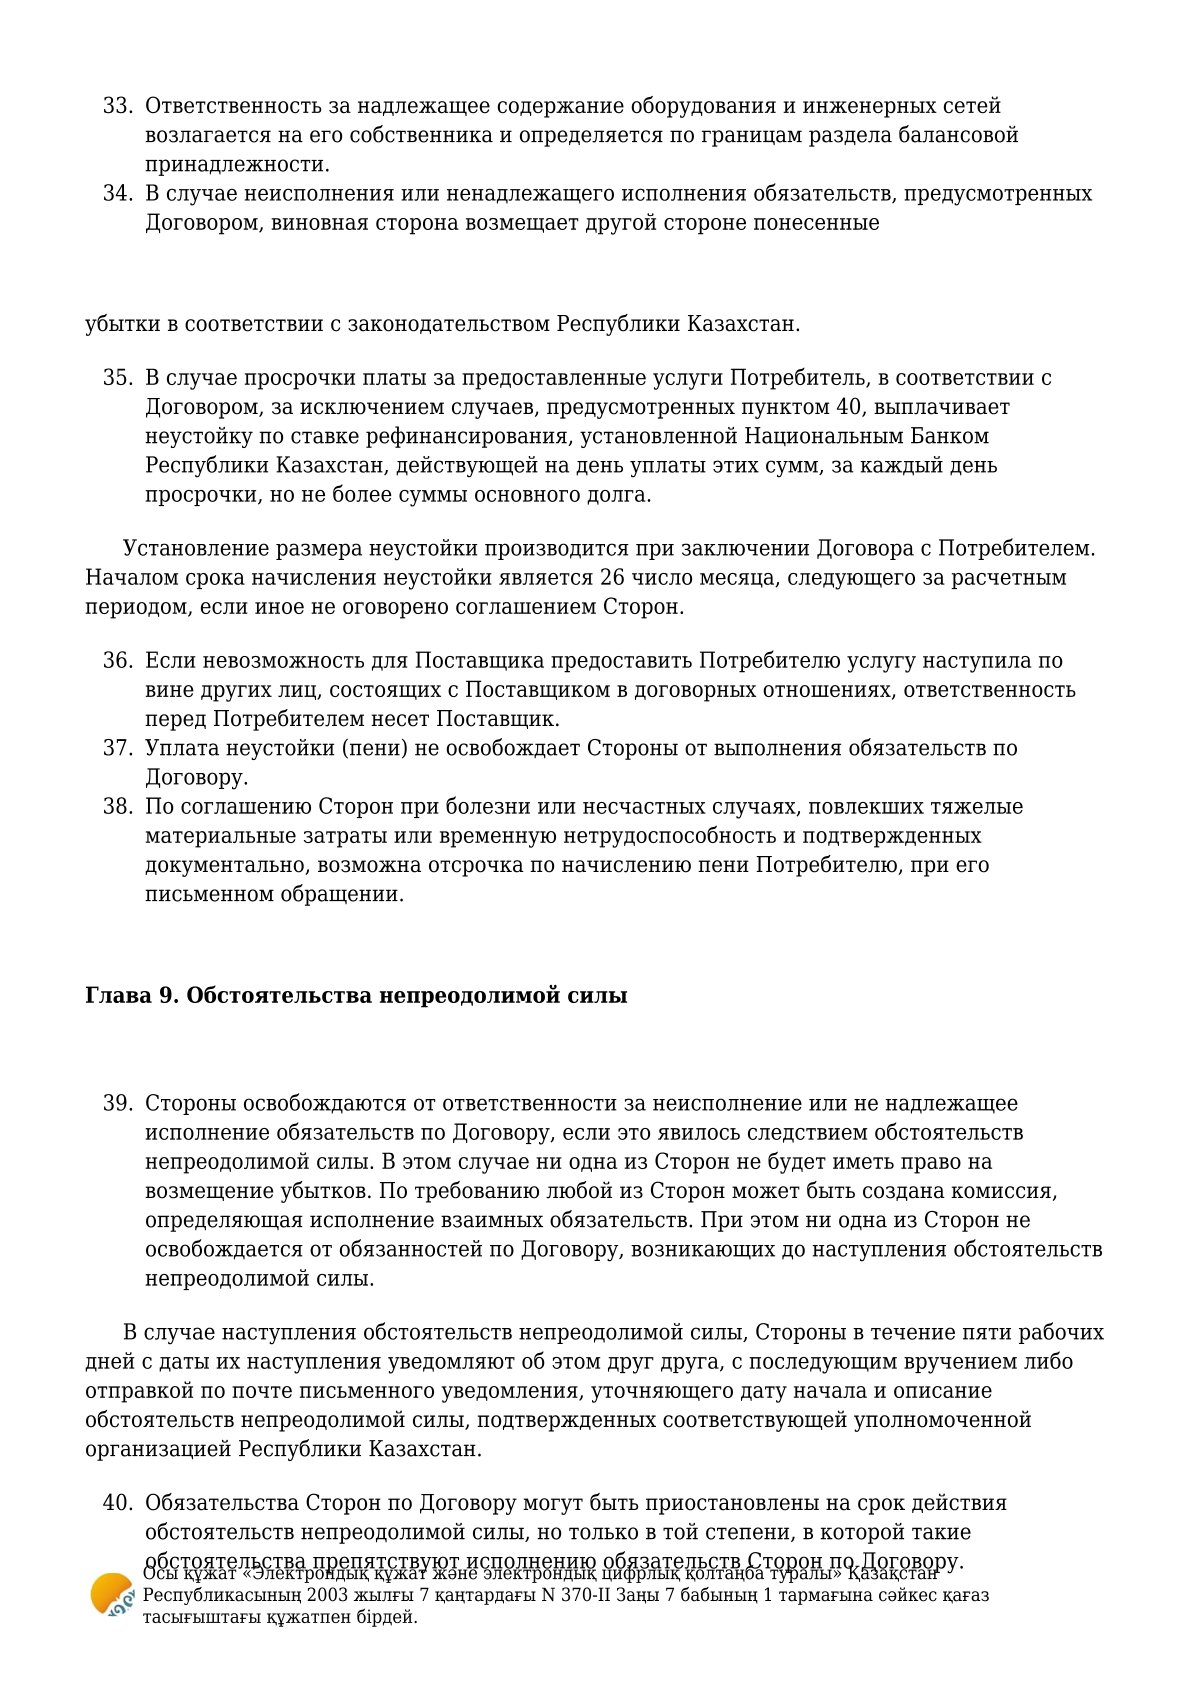 33. Ответственность за надлежащее содержание оборудования и инженерных сетей
возлагается на его собственника и определяется по границам раздела балансовой
принадлежности.
34. В случае неисполнения или ненадлежащего исполнения обязательств, предусмотренных
Договором, виновная сторона возмещает другой стороне понесенные
убытки в соответствии с законодательством Республики Казахстан.
35. В случае просрочки платы за предоставленные услуги Потребитель, в соответствии с
Договором, за исключением случаев, предусмотренных пунктом 40, выплачивает
неустойку по ставке рефинансирования, установленной Национальным Банком
Республики Казахстан, действующей на день уплаты этих сумм, за каждый день
просрочки, но не более суммы основного долга.
Установление размера неустойки производится при заключении Договора с Потребителем.
Началом срока начисления неустойки является 26 число месяца, следующего за расчетным
периодом, если иное не оговорено соглашением Сторон.
36. Если невозможность для Поставщика предоставить Потребителю услугу наступила по
вине других лиц, состоящих с Поставщиком в договорных отношениях, ответственность
перед Потребителем несет Поставщик.
37. Уплата неустойки (пени) не освобождает Стороны от выполнения обязательств по
Договору.
38. По соглашению Сторон при болезни или несчастных случаях, повлекших тяжелые
материальные затраты или временную нетрудоспособность и подтвержденных
документально, возможна отсрочка по начислению пени Потребителю, при его
письменном обращении.
Глава 9. Обстоятельства непреодолимой силы
39. Стороны освобождаются от ответственности за неисполнение или не надлежащее
исполнение обязательств по Договору, если это явилось следствием обстоятельств
непреодолимой силы. В этом случае ни одна из Сторон не будет иметь право на
возмещение убытков. По требованию любой из Сторон может быть создана комиссия,
определяющая исполнение взаимных обязательств. При этом ни одна из Сторон не
освобождается от обязанностей по Договору, возникающих до наступления обстоятельств
непреодолимой силы.
В случае наступления обстоятельств непреодолимой силы, Стороны в течение пяти рабочих
дней с даты их наступления уведомляют об этом друг друга, с последующим вручением либо
отправкой по почте письменного уведомления, уточняющего дату начала и описание
обстоятельств непреодолимой силы, подтвержденных соответствующей уполномоченной
организацией Республики Казахстан.
40. Обязательства Сторон по Договору могут быть приостановлены на срок действия
обстоятельств непреодолимой силы, но только в той степени, в которой такие
обстоятельства препятствуют исполнению обязательств Сторон по Договору.
Осы құжат «Электрондық құжат және электрондық цифрлық қолтаңба туралы» Қазақстан
Республикасының 2003 жылғы 7 қаңтардағы N 370-II Заңы 7 бабының 1 тармағына сәйкес қағаз
тасығыштағы құжатпен бірдей.